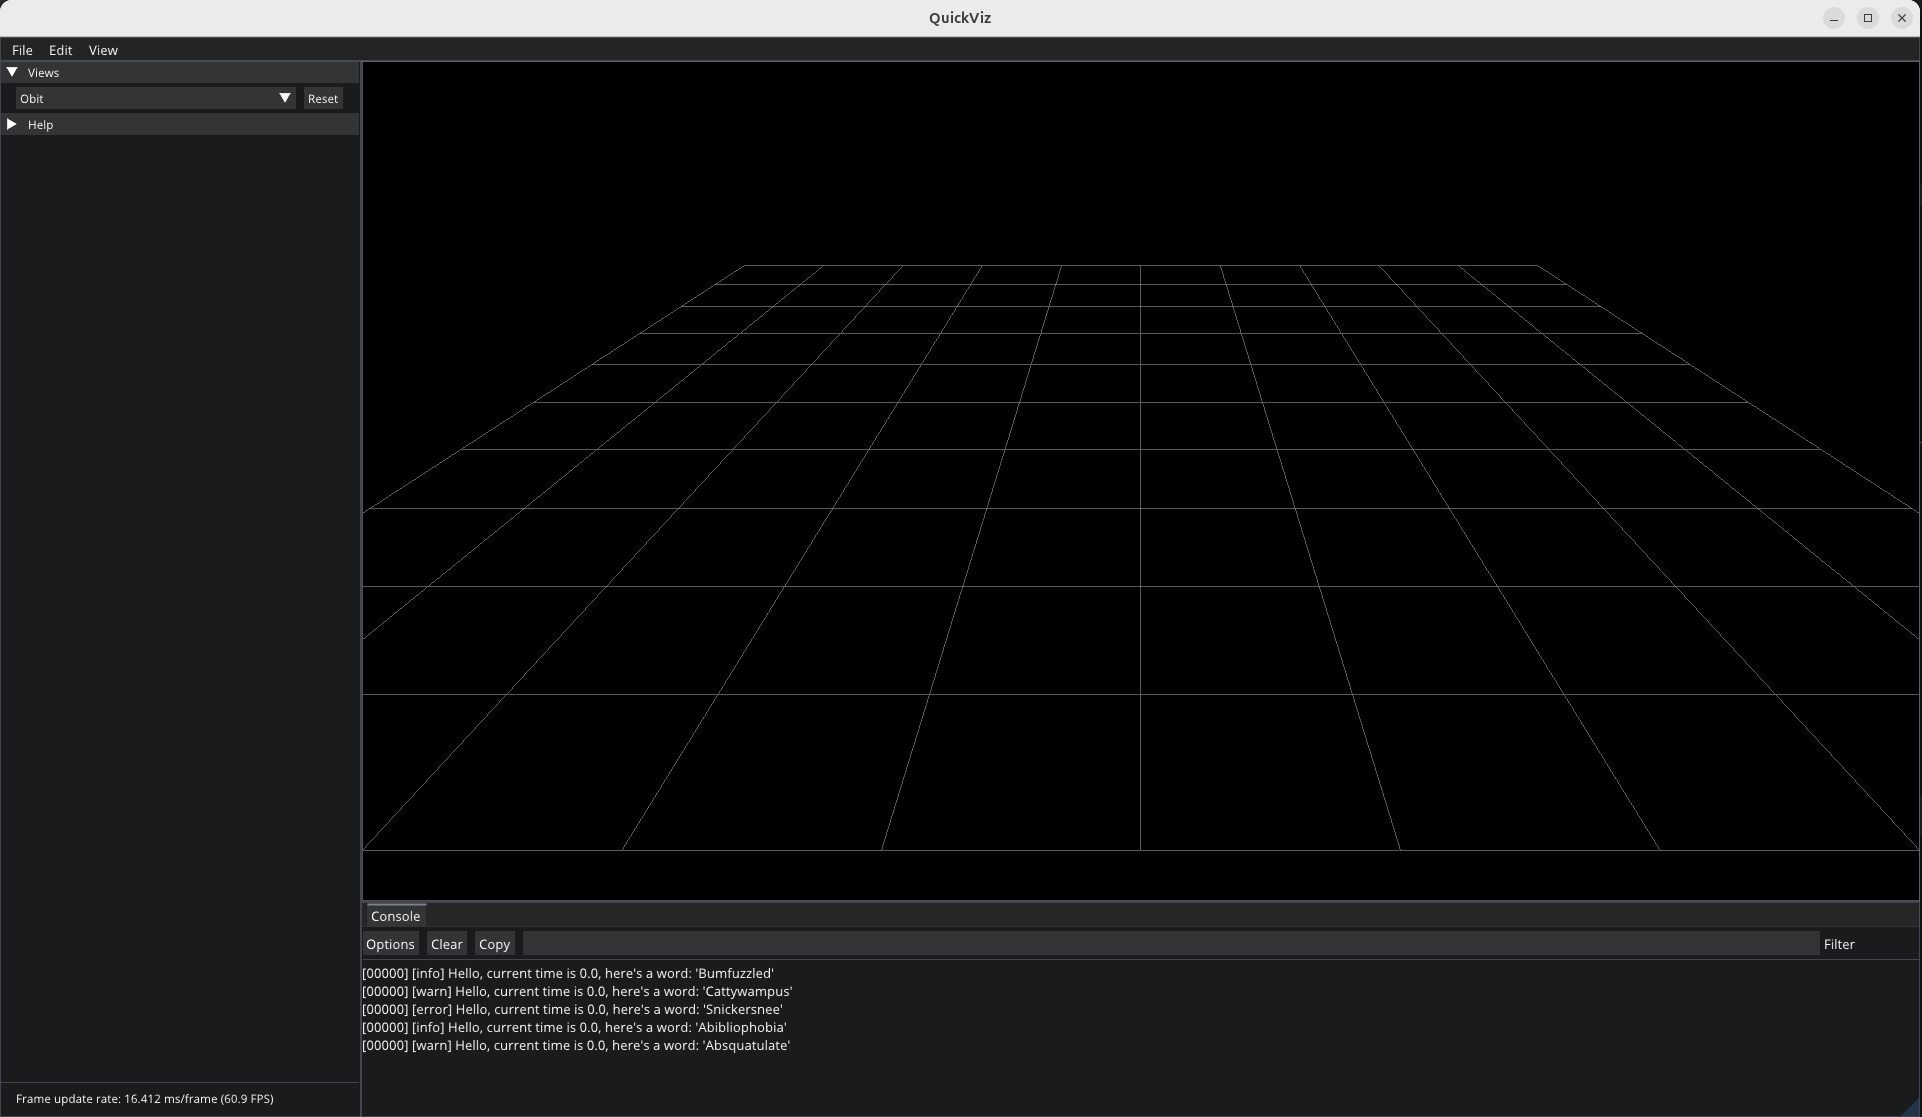 QuickViz
File Edit View
Views
Obit Reset
Help
Console
Options Clear Copy Filter
[00000] [info] Hello, current time is 0.0, here's a word: 'Bumfuzzled'
[00000] [warn] Hello, current time is 0.0, here's a word: 'Cattywampus'
[00000] [error] Hello, current time is 0.0, here's a word: 'Snickersnee'
[00000] [info] Hello, current time is 0.0, here's a word: 'Abibliophobia'
[00000] [warn] Hello, current time is 0.0, here's a word: 'Absquatulate'
Frame update rate: 16.412 ms/frame (60.9 FPS)